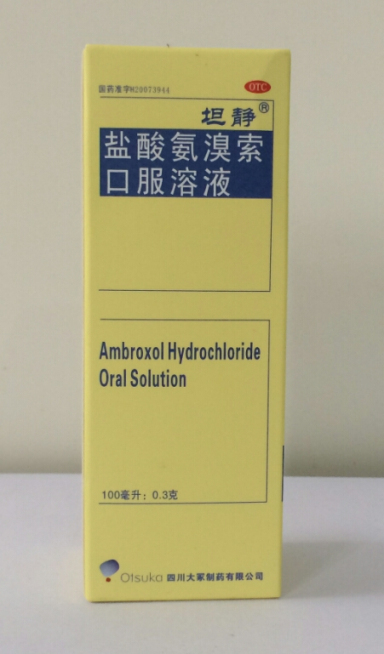 国药准字H20073944
OTC
坦静®
盐酸氨溴索
口服溶液
Ambroxol Hydrochloride
Oral Solution
100毫升：0.3克
Otsuka 四川大冢制药有限公司